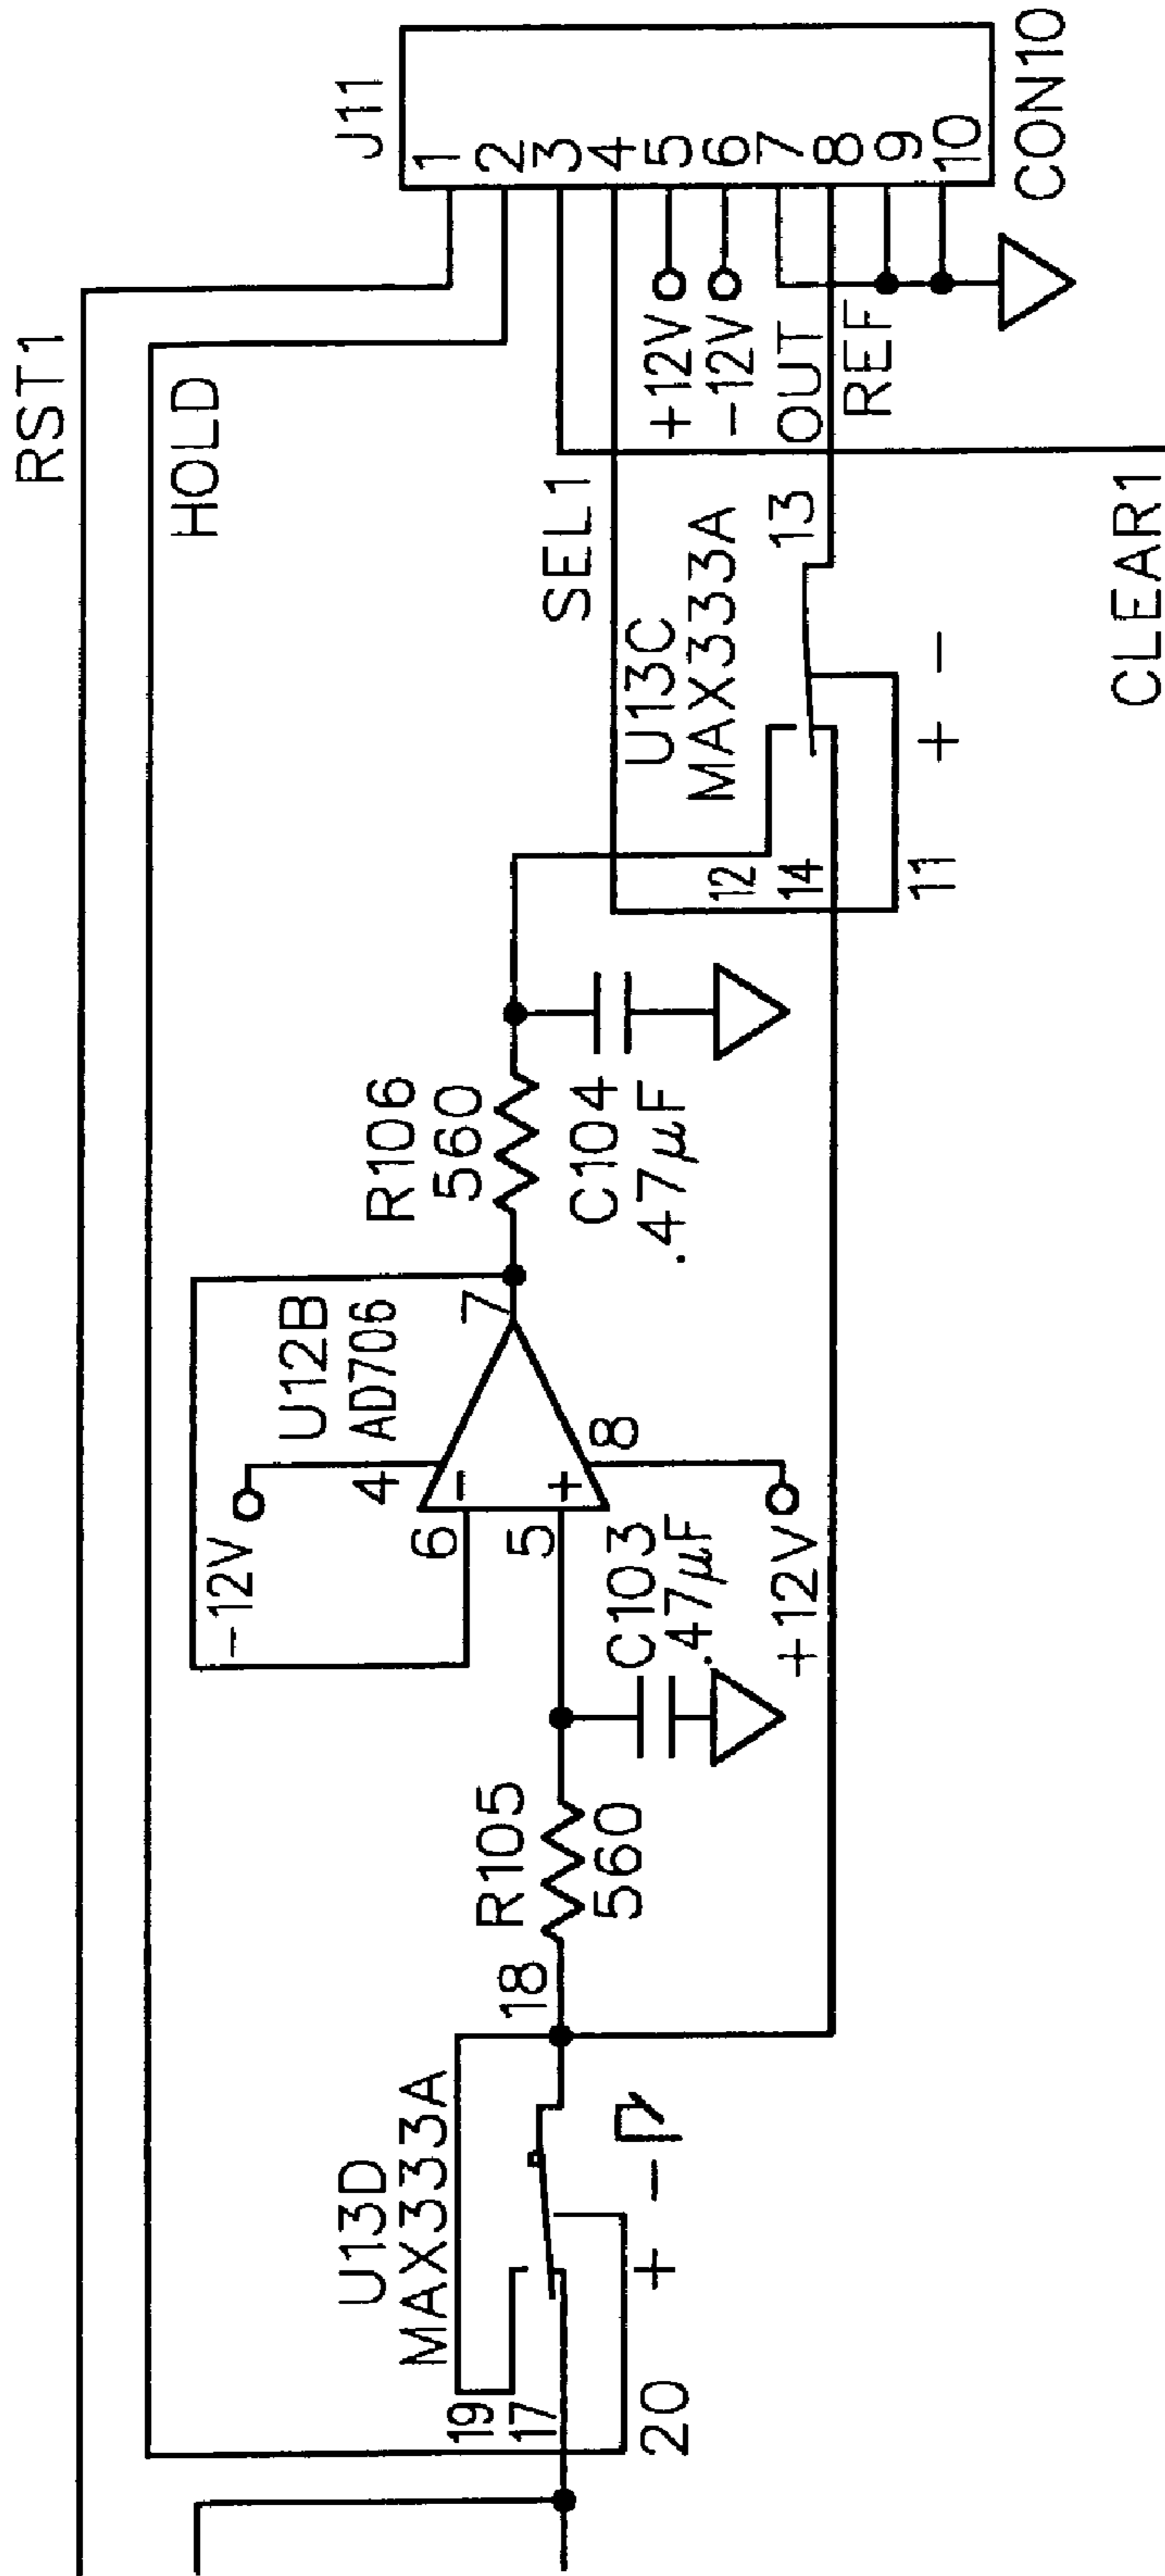 RST1
HOLD
J11
1
2
3
4
5
6
7
8
9
10
CON10
SEL1
+12V
-12V
OUT
REF
CLEAR1
U13C
MAX333A
13
12
14
11
+ -
R106
560
C104
.47μF
U12B
AD706
7
-12V
4
6
-
5
+
8
+12V
C103
.47μF
R105
560
18
U13D
MAX333A
19
17
20
+ -